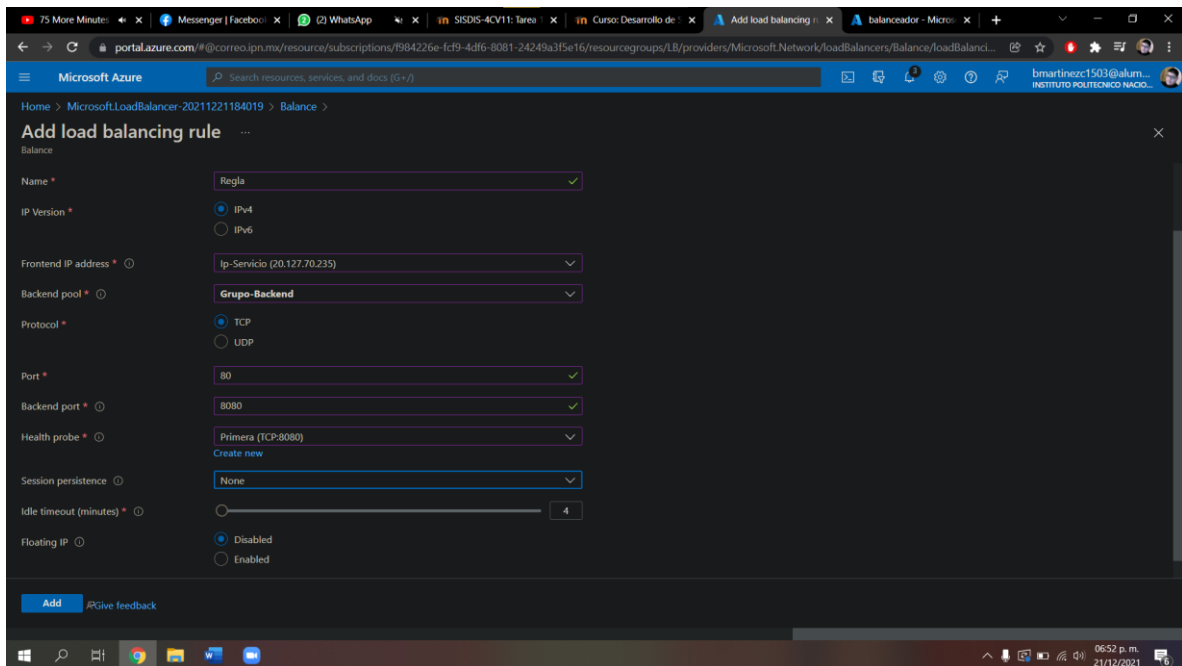 75 More Minutes
Messenger | Facebook
(2) WhatsApp
SISDIS-4CV11: Tarea 1
Curso: Desarrollo de S
Add load balancing r
balanceador - Micros
portal.azure.com/#@correo.ipn.mx/resource/subscriptions/f984226e-fcf9-4df6-8081-24249a3f5e16/resourcegroups/LB/providers/Microsoft.Network/loadBalancers/Balance/loadBalanci...
Microsoft Azure
Search resources, services, and docs (G+/)
3
bmartinezc1503@alum...
INSTITUTO POLITECNICO NACIO...
Home > Microsoft.LoadBalancer-20211221184019 > Balance >
Add load balancing rule ...
Balance
Name *
Regla
IP Version *
IPv4
IPv6
Frontend IP address *
Ip-Servicio (20.127.70.235)
Backend pool *
Grupo-Backend
Protocol *
TCP
UDP
Port *
80
Backend port *
8080
Health probe *
Primera (TCP:8080)
Create new
Session persistence
None
Idle timeout (minutes) *
4
Floating IP
Disabled
Enabled
Add
Give feedback
06:52 p. m.
21/12/2021
6